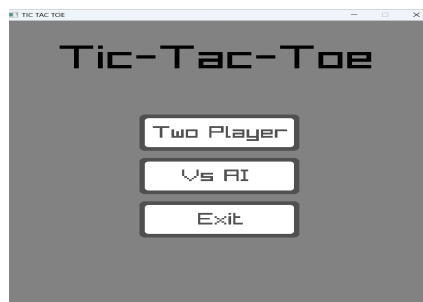 TIC TAC TOE
Tic-Tac-Toe
Two Player
Vs AI
Exit